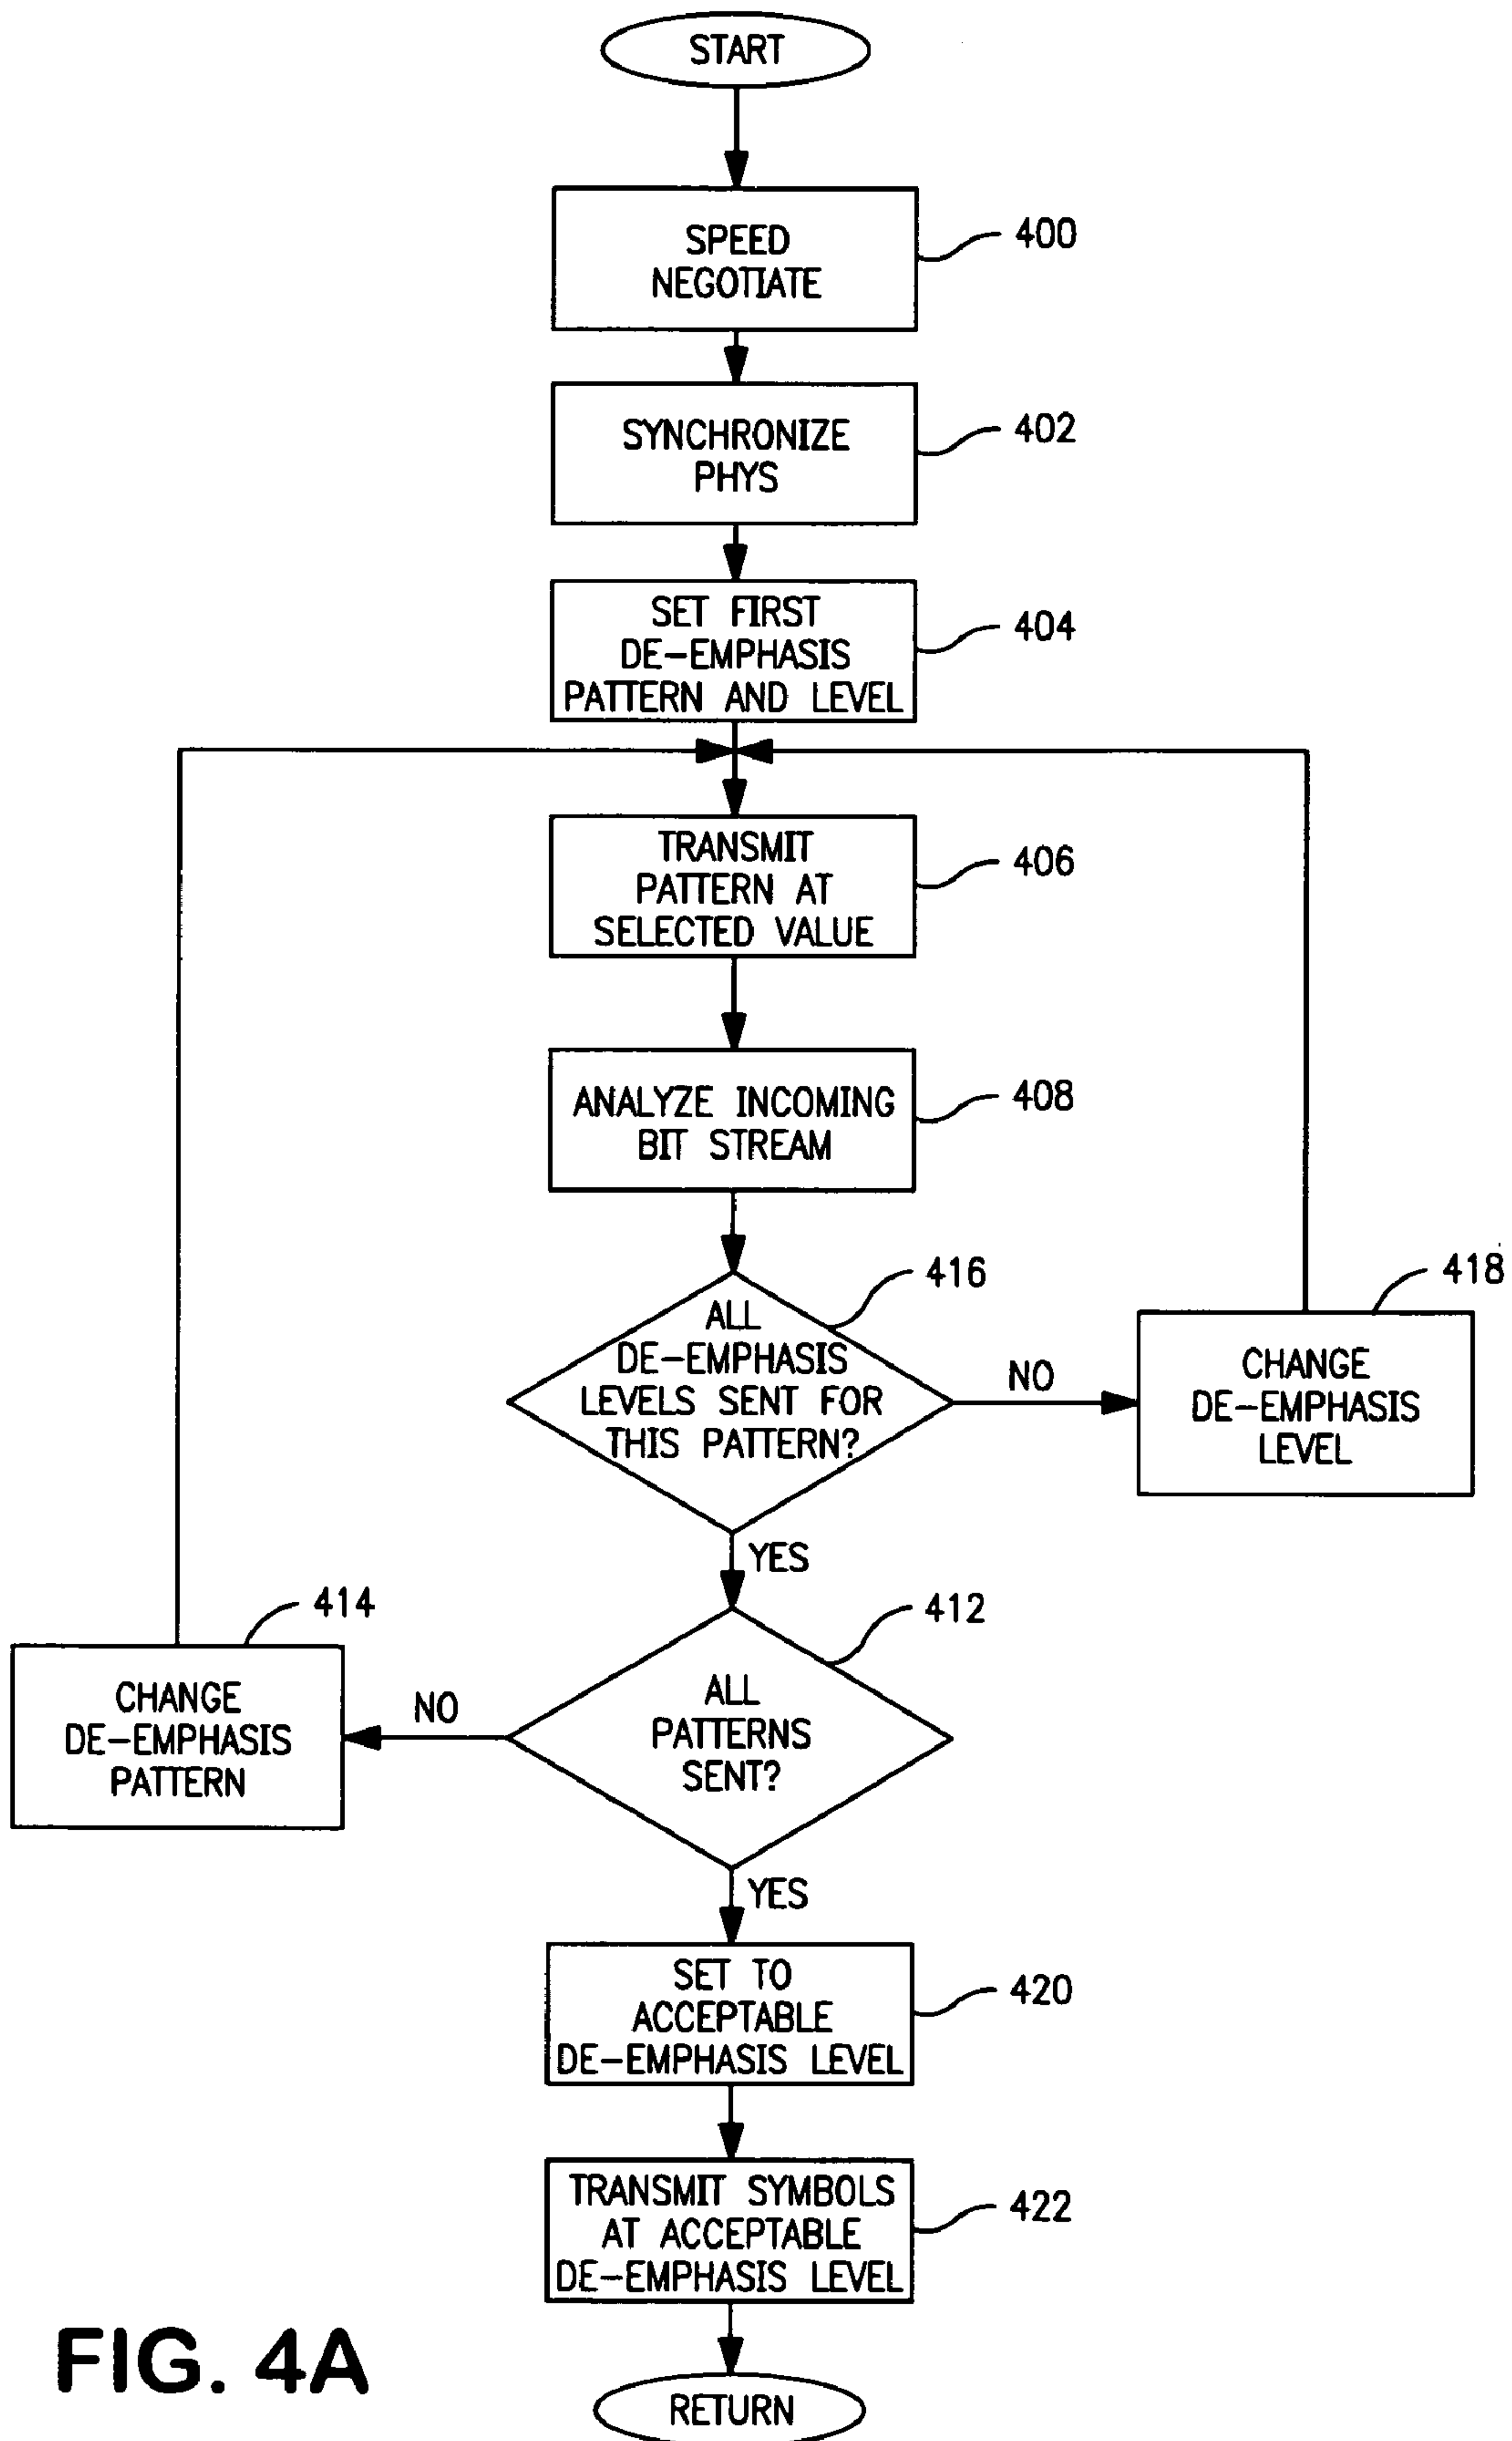 START
SPEED
NEGOTIATE
400
SYNCHRONIZE
PHYS
402
SET FIRST
DE-EMPHASIS
PATTERN AND LEVEL
404
TRANSMIT
PATTERN AT
SELECTED VALUE
406
ANALYZE INCOMING
BIT STREAM
408
ALL
DE-EMPHASIS
LEVELS SENT FOR
THIS PATTERN?
416
NO
418
CHANGE
DE-EMPHASIS
LEVEL
YES
412
ALL
PATTERNS
SENT?
NO
414
CHANGE
DE-EMPHASIS
PATTERN
YES
SET TO
ACCEPTABLE
DE-EMPHASIS LEVEL
420
TRANSMIT SYMBOLS
AT ACCEPTABLE
DE-EMPHASIS LEVEL
422
RETURN
FIG. 4A